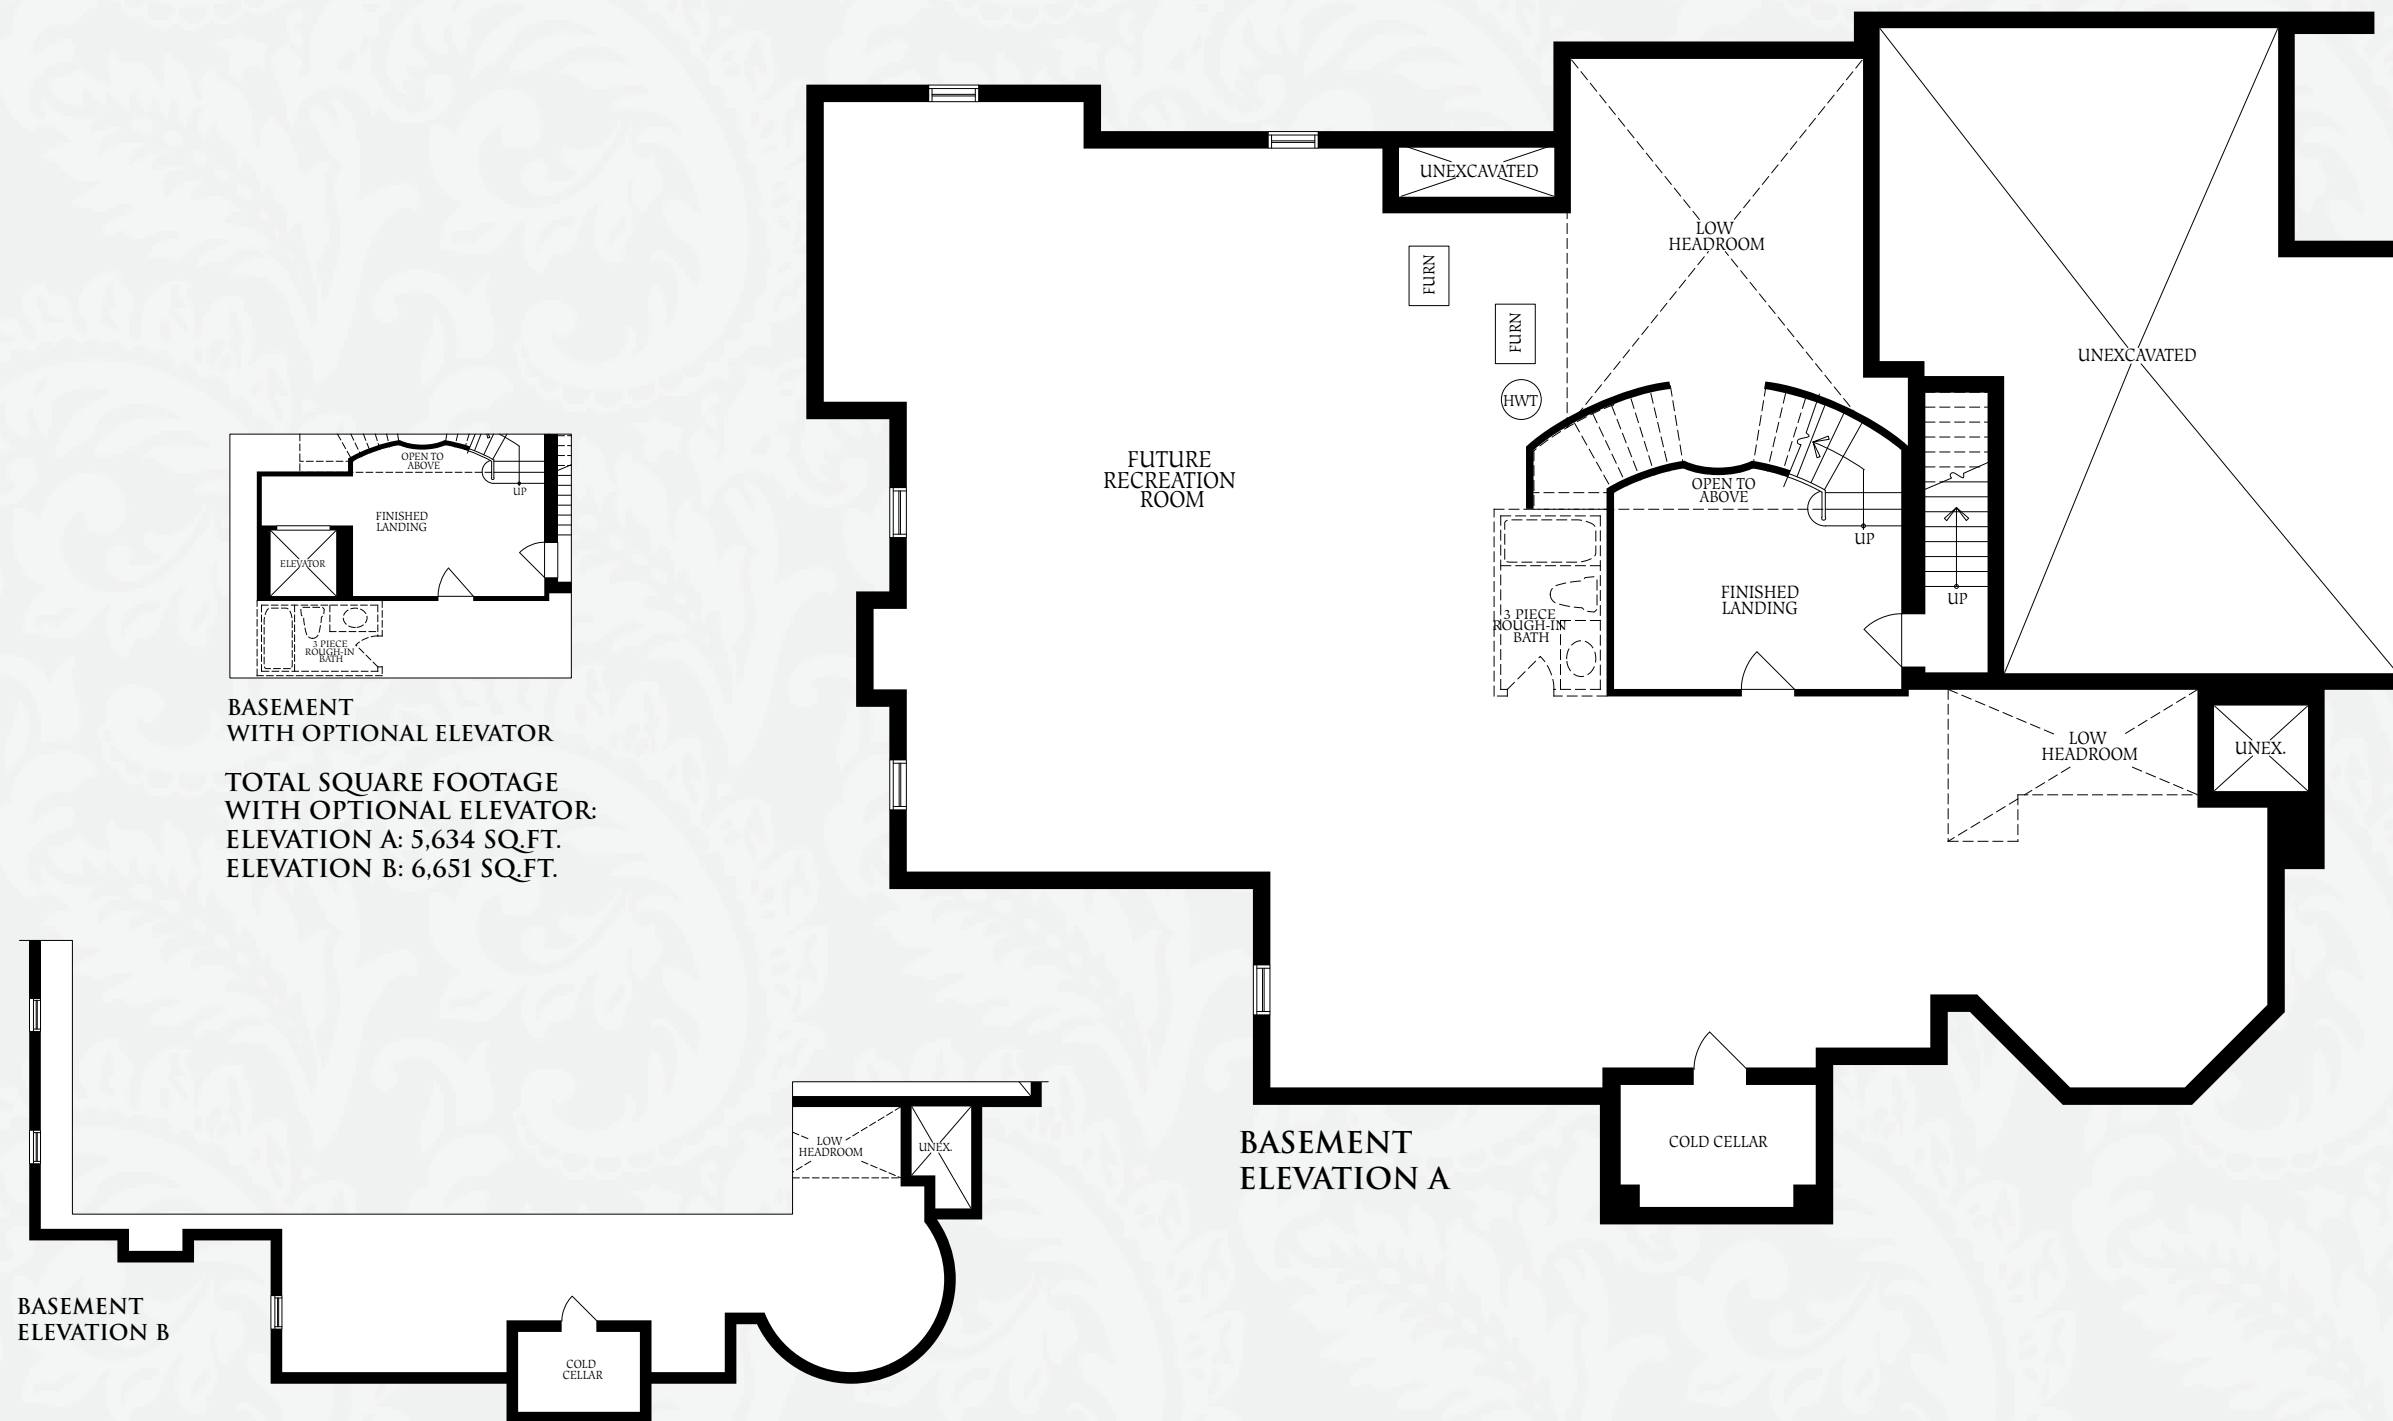 UNEXCAVATED
LOW
HEADROOM
FURN
FURN
HWT
UNEXCAVATED
FUTURE
RECREATION
ROOM
OPEN TO
ABOVE
UP
FINISHED
LANDING
UP
3 PIECE
ROUGH-IN
BATH
LOW
HEADROOM
UNEX.
COLD CELLAR
BASEMENT
ELEVATION A
OPEN TO
ABOVE
UP
FINISHED
LANDING
ELEVATOR
3 PIECE
ROUGH-IN
BATH
BASEMENT
WITH OPTIONAL ELEVATOR
TOTAL SQUARE FOOTAGE
WITH OPTIONAL ELEVATOR:
ELEVATION A: 5,634 SQ.FT.
ELEVATION B: 6,651 SQ.FT.
LOW
HEADROOM
UNEX.
COLD
CELLAR
BASEMENT
ELEVATION B